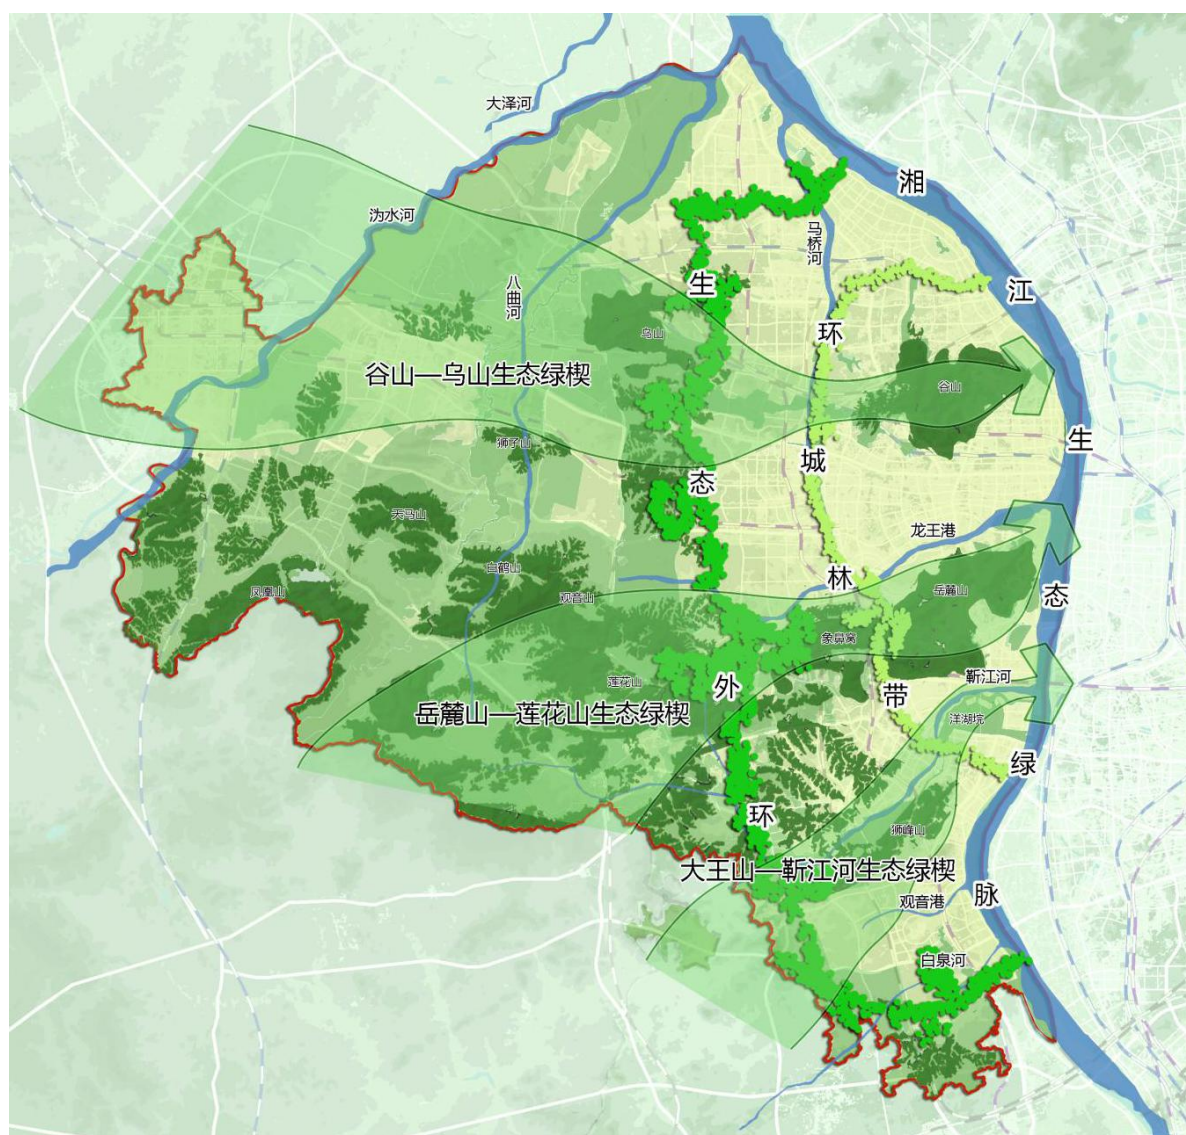 大泽河
湘江生态绿脉
沩水河
马桥河
八曲河
生态外环
环城林带
乌山
谷山
谷山—乌山生态绿楔
狮子山
天马山
龙王港
白鹤山
观音山
凤凰山
岳麓山
象鼻窝
莲花山
靳江河
洋湖垸
岳麓山—莲花山生态绿楔
狮峰山
大王山—靳江河生态绿楔
观音港
白泉河